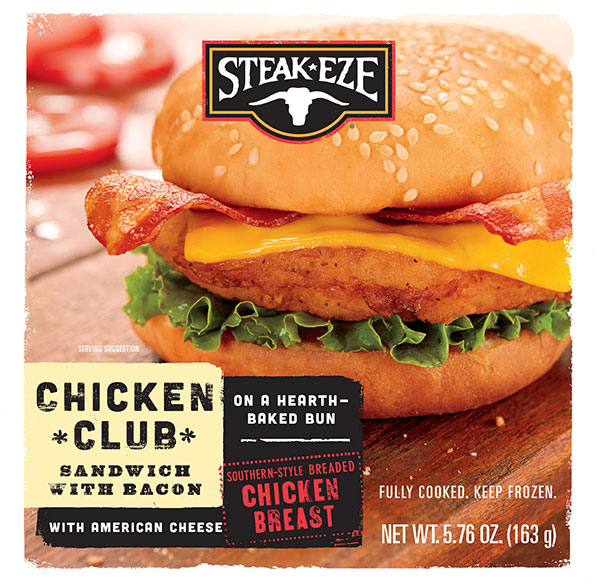 STEAK★EZE
®
SERVING SUGGESTION
CHICKEN
*CLUB*
SANDWICH
WITH BACON
WITH AMERICAN CHEESE
ON A HEARTH–
BAKED BUN
SOUTHERN-STYLE BREADED
CHICKEN
BREAST
FULLY COOKED. KEEP FROZEN.
NET WT. 5.76 OZ. (163 g)